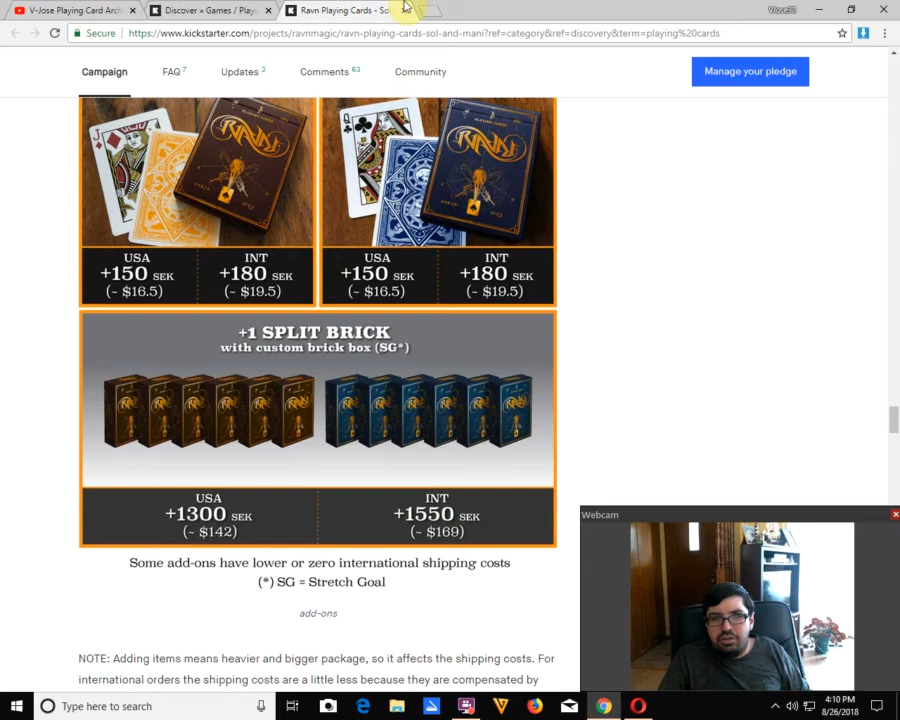 V-Jose Playing Card Arch
Discover » Games / Playi
Ravn Playing Cards - So
Vjose32
Secure
https://www.kickstarter.com/projects/ravnmagic/ravn-playing-cards-sol-and-mani?ref=category&ref=discovery&term=playing%20cards
Campaign
FAQ 7
Updates 3
Comments 63
Community
Manage your pledge
RAVN
RAVN
USA
+150 SEK
(~ $16.5)
INT
+180 SEK
(~ $19.5)
USA
+150 SEK
(~ $16.5)
INT
+180 SEK
(~ $19.5)
+1 SPLIT BRICK
with custom brick box (SG*)
USA
+1300 SEK
(~ $142)
INT
+1550 SEK
(~ $169)
Some add-ons have lower or zero international shipping costs
(*) SG = Stretch Goal
add-ons
NOTE: Adding items means heavier and bigger package, so it affects the shipping costs. For
international orders the shipping costs are a little less because they are compensated by
Webcam
Type here to search
4:10 PM
8/26/2018